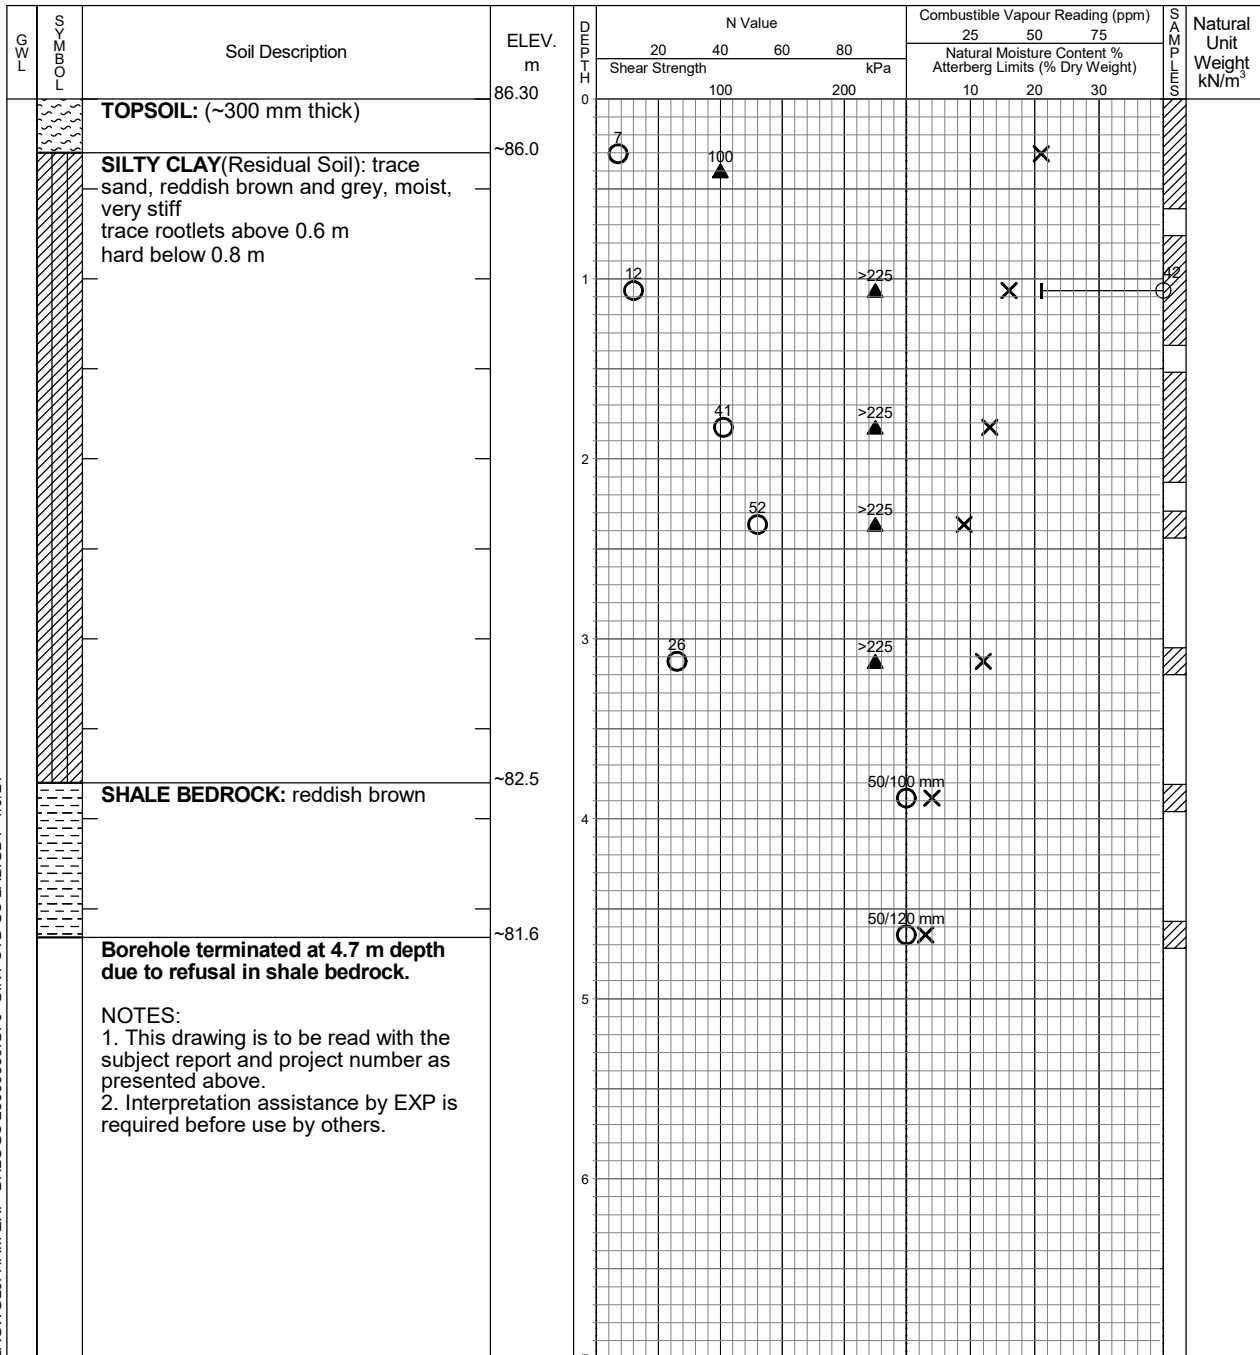 GWL
SYMBOL
Soil Description
ELEV.
m
DEPTH
N Value
20 40 60 80
Shear Strength kPa
100 200
Combustible Vapour Reading (ppm)
25 50 75
Natural Moisture Content %
Atterberg Limits (% Dry Weight)
10 20 30
SAMPLES
Natural
Unit
Weight
kN/m³
86.30
0
TOPSOIL: (~300 mm thick)
7
~86.0
100
SILTY CLAY(Residual Soil): trace
sand, reddish brown and grey, moist,
very stiff
trace rootlets above 0.6 m
hard below 0.8 m
1
12
>225
42
41
>225
2
52
>225
3
26
>225
~82.5
SHALE BEDROCK: reddish brown
50/100 mm
4
50/120 mm
~81.6
Borehole terminated at 4.7 m depth
due to refusal in shale bedrock.
5
NOTES:
1. This drawing is to be read with the
subject report and project number as
presented above.
2. Interpretation assistance by EXP is
required before use by others.
6